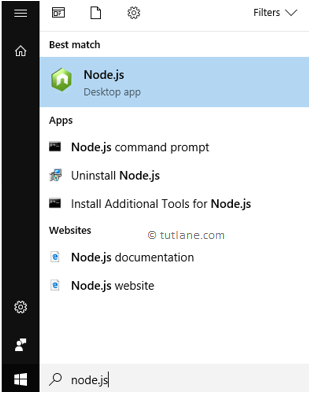 Filters
Best match
Node.js
Desktop app
Apps
Node.js command prompt
Uninstall Node.js
Install Additional Tools for Node.js
Websites
© tutlane.com
Node.js documentation
Node.js website
node.js